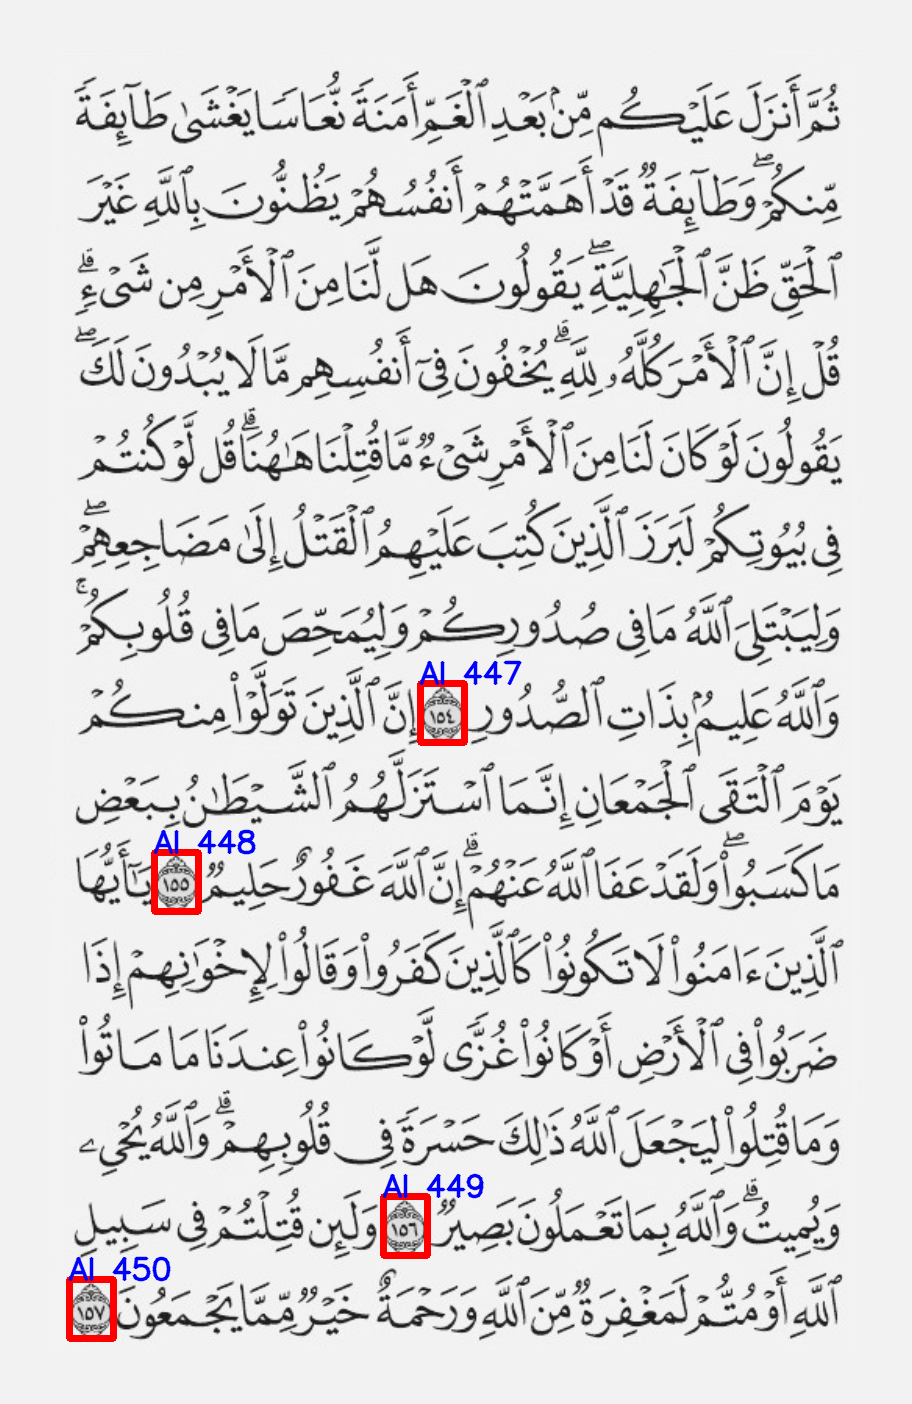 ثُمَّ أَنزَلَ عَلَيۡكُم مِّنۢ بَعۡدِ ٱلۡغَمِّ أَمَنَةٗ نُّعَاسٗا يَغۡشَىٰ طَآئِفَةٗ
مِّنكُمۡۖ وَطَآئِفَةٞ قَدۡ أَهَمَّتۡهُمۡ أَنفُسُهُمۡ يَظُنُّونَ بِٱللَّهِ غَيۡرَ
ٱلۡحَقِّ ظَنَّ ٱلۡجَٰهِلِيَّةِۖ يَقُولُونَ هَل لَّنَا مِنَ ٱلۡأَمۡرِ مِن شَيۡءٖۗ
قُلۡ إِنَّ ٱلۡأَمۡرَ كُلَّهُۥ لِلَّهِۗ يُخۡفُونَ فِيٓ أَنفُسِهِم مَّا لَا يُبۡدُونَ لَكَۖ
يَقُولُونَ لَوۡ كَانَ لَنَا مِنَ ٱلۡأَمۡرِ شَيۡءٞ مَّا قُتِلۡنَا هَٰهُنَاۗ قُل لَّوۡ كُنتُمۡ
فِي بُيُوتِكُمۡ لَبَرَزَ ٱلَّذِينَ كُتِبَ عَلَيۡهِمُ ٱلۡقَتۡلُ إِلَىٰ مَضَاجِعِهِمۡۖ
وَلِيَبۡتَلِيَ ٱللَّهُ مَا فِي صُدُورِكُمۡ وَلِيُمَحِّصَ مَا فِي قُلُوبِكُمۡۚ
AI 447
وَٱللَّهُ عَلِيمُۢ بِذَاتِ ٱلصُّدُورِ ١٥٤ إِنَّ ٱلَّذِينَ تَوَلَّوۡاْ مِنكُمۡ
يَوۡمَ ٱلۡتَقَى ٱلۡجَمۡعَانِ إِنَّمَا ٱسۡتَزَلَّهُمُ ٱلشَّيۡطَٰنُ بِبَعۡضِ
AI 448
مَا كَسَبُواْۖ وَلَقَدۡ عَفَا ٱللَّهُ عَنۡهُمۡۗ إِنَّ ٱللَّهَ غَفُورٌ حَلِيمٞ ١٥٥ يَٰٓأَيُّهَا
ٱلَّذِينَ ءَامَنُواْ لَا تَكُونُواْ كَٱلَّذِينَ كَفَرُواْ وَقَالُواْ لِإِخۡوَٰنِهِمۡ إِذَا
ضَرَبُواْ فِي ٱلۡأَرۡضِ أَوۡ كَانُواْ غُزّٗى لَّوۡ كَانُواْ عِندَنَا مَا مَاتُواْ
وَمَا قُتِلُواْ لِيَجۡعَلَ ٱللَّهُ ذَٰلِكَ حَسۡرَةٗ فِي قُلُوبِهِمۡۗ وَٱللَّهُ يُحۡيِۦ
AI 449
وَيُمِيتُۗ وَٱللَّهُ بِمَا تَعۡمَلُونَ بَصِيرٞ ١٥٦ وَلَئِن قُتِلۡتُمۡ فِي سَبِيلِ
AI 450
ٱللَّهِ أَوۡ مُتُّمۡ لَمَغۡفِرَةٞ مِّنَ ٱللَّهِ وَرَحۡمَةٌ خَيۡرٞ مِّمَّا يَجۡمَعُونَ ١٥٧